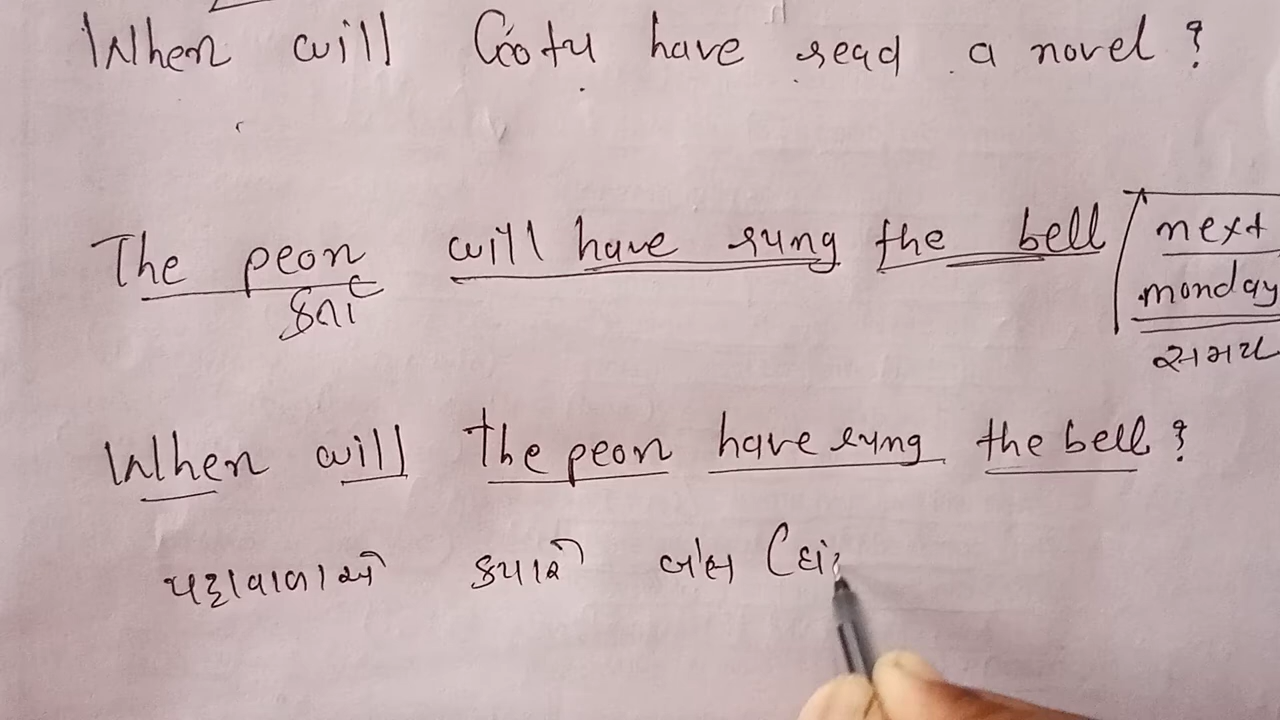 When will Gotu have read a novel?
The peon will have rung the bell next
monday
કર્તા
સમય
When will the peon have rung the bell?
પટ્ટાવાળાએ ક્યારે બેલ